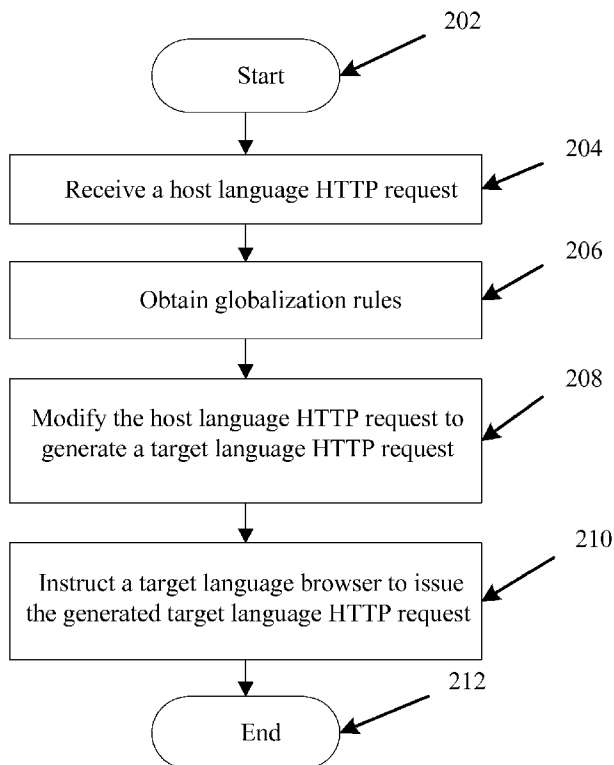 202
Start
204
Receive a host language HTTP request
206
Obtain globalization rules
208
Modify the host language HTTP request to
generate a target language HTTP request
210
Instruct a target language browser to issue
the generated target language HTTP request
212
End